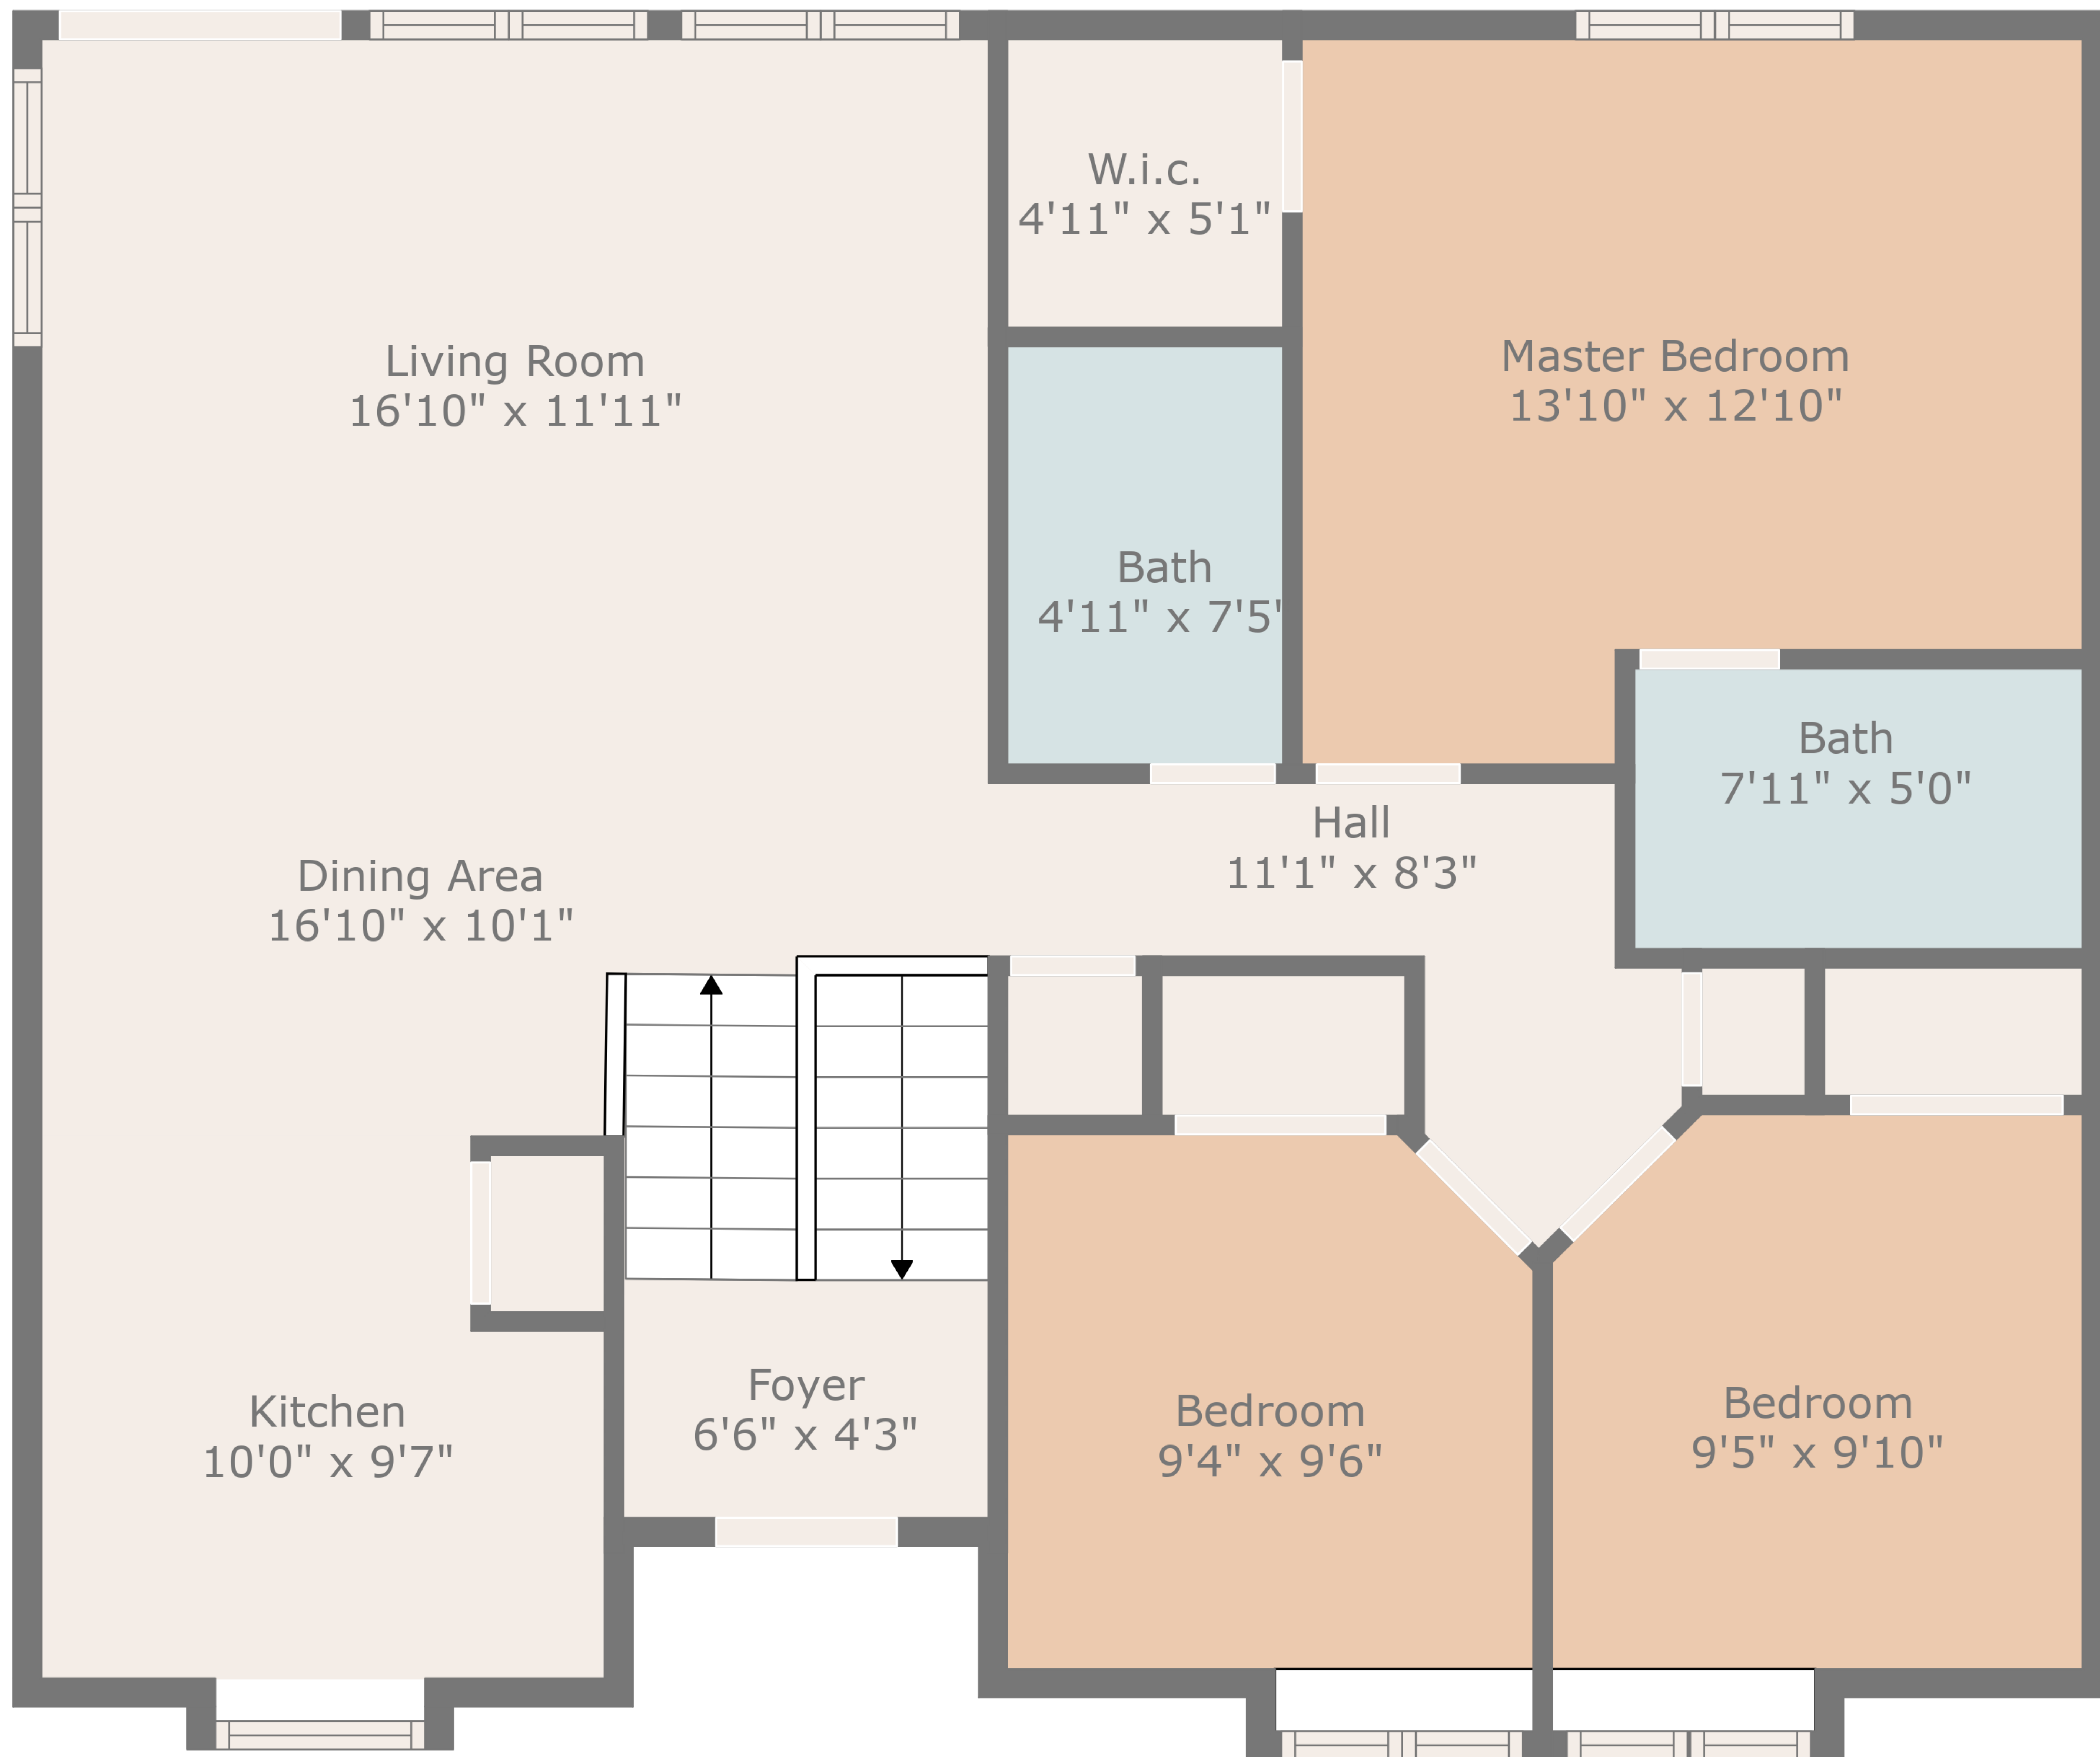 W.i.c.
4'11" x 5'1"
Living Room
16'10" x 11'11"
Master Bedroom
13'10" x 12'10"
Bath
4'11" x 7'5'
Bath
7'11" x 5'0"
Hall
11'1" x 8'3"
Dining Area
16'10" x 10'1"
Foyer
6'6" x 4'3"
Kitchen
10'0" x 9'7"
Bedroom
9'4" x 9'6"
Bedroom
9'5" x 9'10"